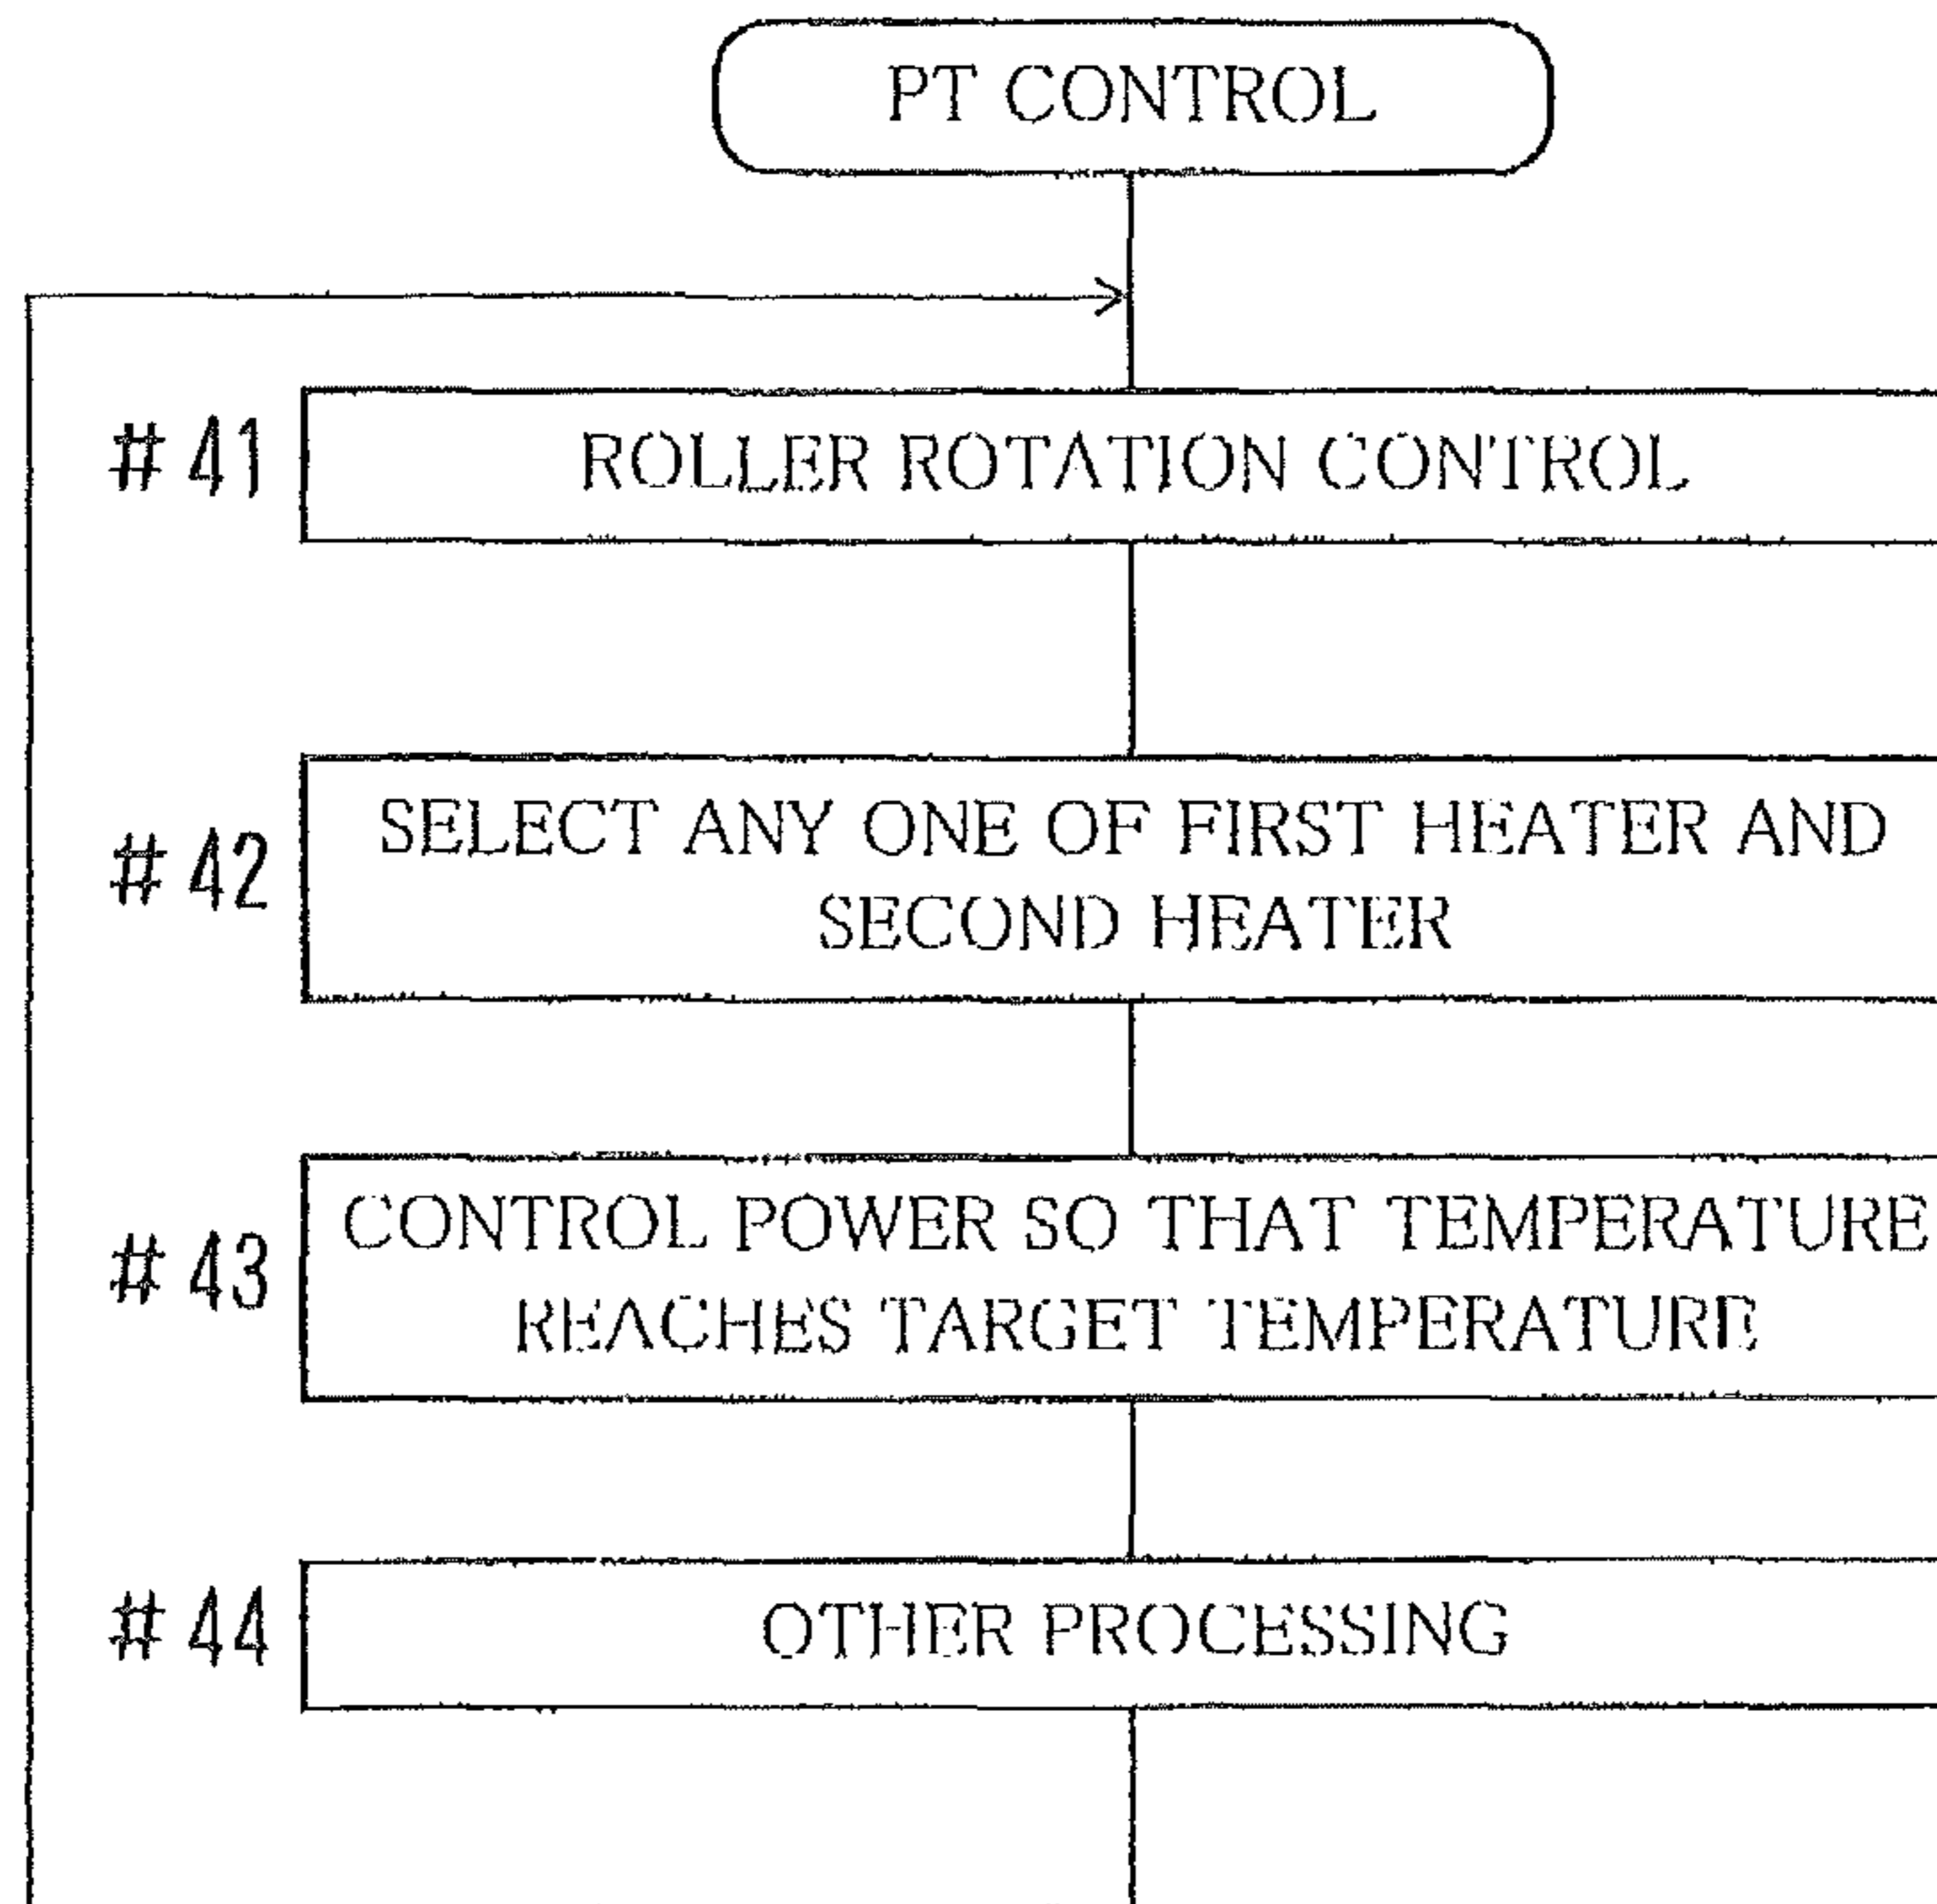 PT CONTROL
#41
ROLLER ROTATION CONTROL
#42
SELECT ANY ONE OF FIRST HEATER AND
SECOND HEATER
#43
CONTROL POWER SO THAT TEMPERATURE
REACHES TARGET TEMPERATURE
#44
OTHER PROCESSING